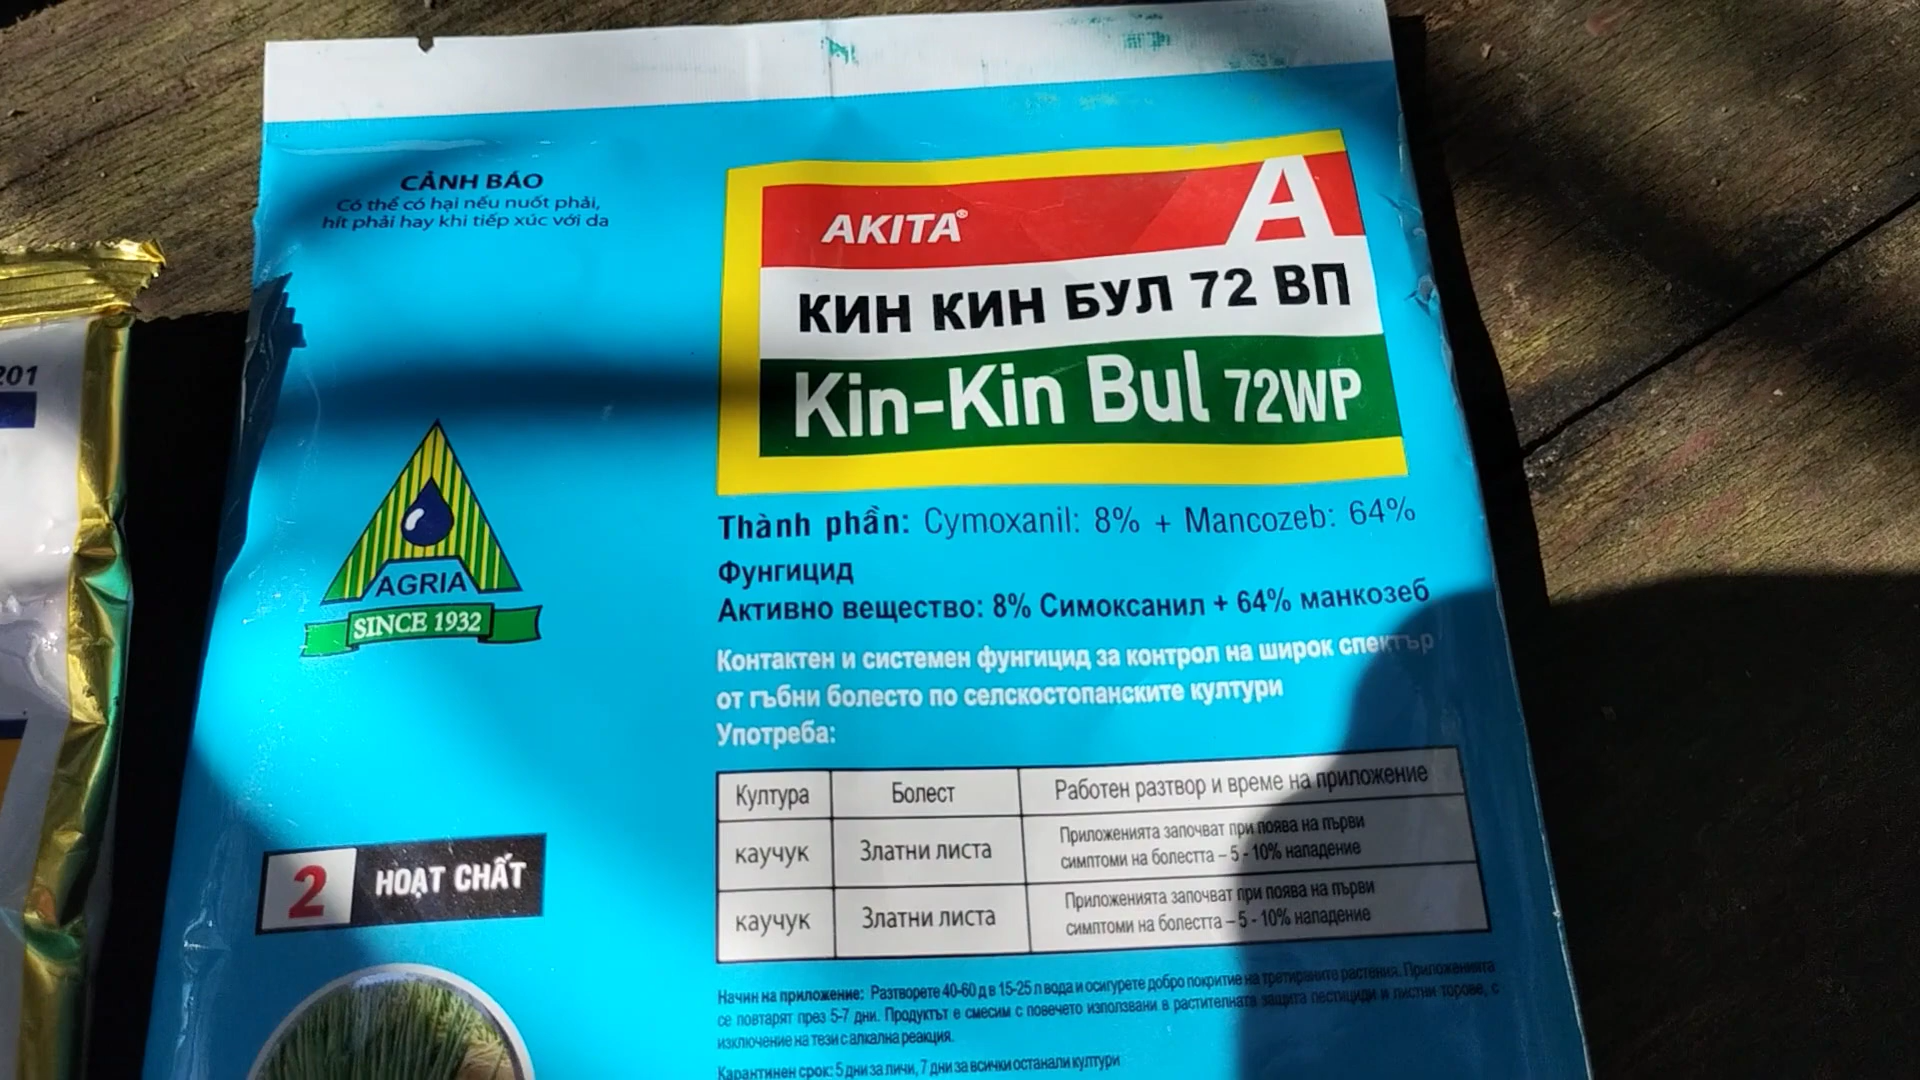 CẢNH BÁO
Có thể có hại nếu nuốt phải,
hít phải hay khi tiếp xúc với da
201
A
AKITA®
КИН КИН БУЛ 72 ВП
Kin-Kin Bul 72WP
AGRIA
SINCE 1932
Thành phần: Cymoxanil: 8% + Mancozeb: 64%
Фунгицид
Активно вещество: 8% Симоксанил + 64% манкозеб
Контактен и системен фунгицид за контрол на широк спектър
от гъбни болесто по селскостопанските култури
Употреба:
Култура Болест Работен разтвор и време на приложение
каучук Златни листа Приложенията започват при поява на първи
симптоми на болестта – 5 - 10% нападение
каучук Златни листа Приложенията започват при поява на първи
симптоми на болестта – 5 - 10% нападение
2 HOẠT CHẤT
Начин на приложение: Разтворете 40-60 д в 15-25 л вода и осигурете добро покритие на третираните растения. Приложенията
се повтарят през 5-7 дни. Продуктът е смесим с повечето използвани в растителната защита пестициди и листни торове, с
изключение на тези с алкална реакция.
Карантинен срок: 5 дни за личи, 7 дни за всички останали култури